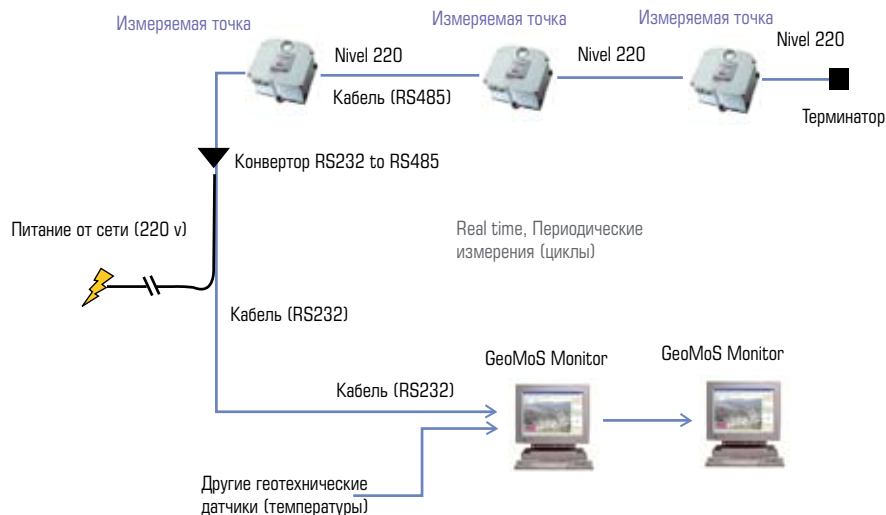 Измеряемая точка
Измеряемая точка
Измеряемая точка
Nivel 220
Nivel 220
Nivel 220
Кабель (RS485)
Терминатор
Конвертор RS232 to RS485
Питание от сети (220 v)
Real time, Периодические
измерения (циклы)
Кабель (RS232)
GeoMoS Monitor
GeoMoS Monitor
Кабель (RS232)
Другие геотехнические
датчики (температуры)